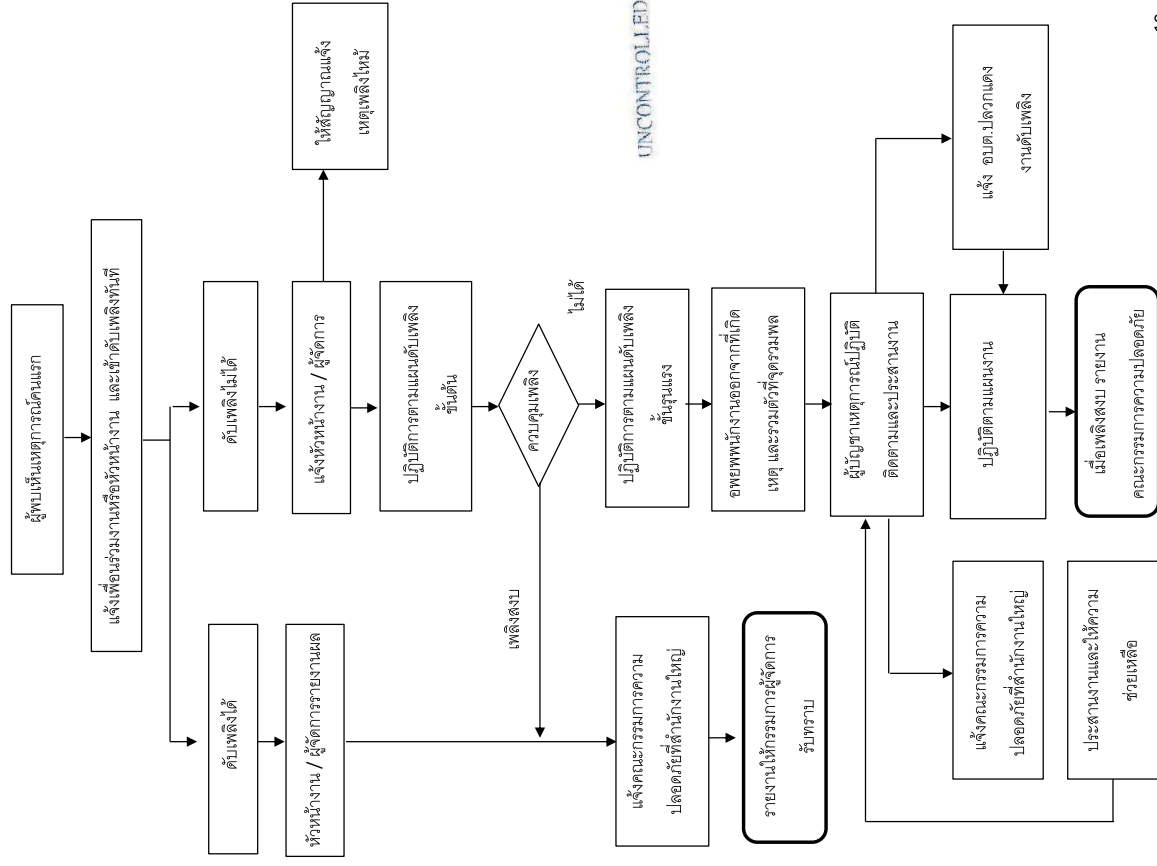 ผู้พบเห็นเหตุการณ์คนแรก
แจ้งเพื่อนร่วมงานหรือหัวหน้างาน และเข้าดับเพลิงทันที
ดับเพลิงได้
ดับเพลิงไม่ได้
หัวหน้างาน / ผู้จัดการรายงานผล
แจ้งหัวหน้างาน / ผู้จัดการ
ให้สัญญาณแจ้ง
เหตุเพลิงไหม้
ปฏิบัติการตามแผนดับเพลิง
ขั้นต้น
ควบคุมเพลิง
เพลิงสงบ
ไม่ได้
แจ้งคณะกรรมการความ
ปลอดภัยที่สำนักงานใหญ่
ปฏิบัติการตามแผนดับเพลิง
ขั้นรุนแรง
UNCONTROLLED
รายงานให้กรรมการผู้จัดการ
รับทราบ
อพยพพนักงานออกจากที่เกิด
เหตุ และรวมตัวที่จุดรวมพล
ผู้บัญชาเหตุการณ์ปฏิบัติ
ติดตามและประสานงาน
แจ้งคณะกรรมการความ
ปลอดภัยที่สำนักงานใหญ่
ปฏิบัติตามแผนงาน
แจ้ง อบต.ปลวกแดง
งานดับเพลิง
ประสานงานและให้ความ
ช่วยเหลือ
เมื่อเพลิงสงบ รายงาน
คณะกรรมการความปลอดภัย